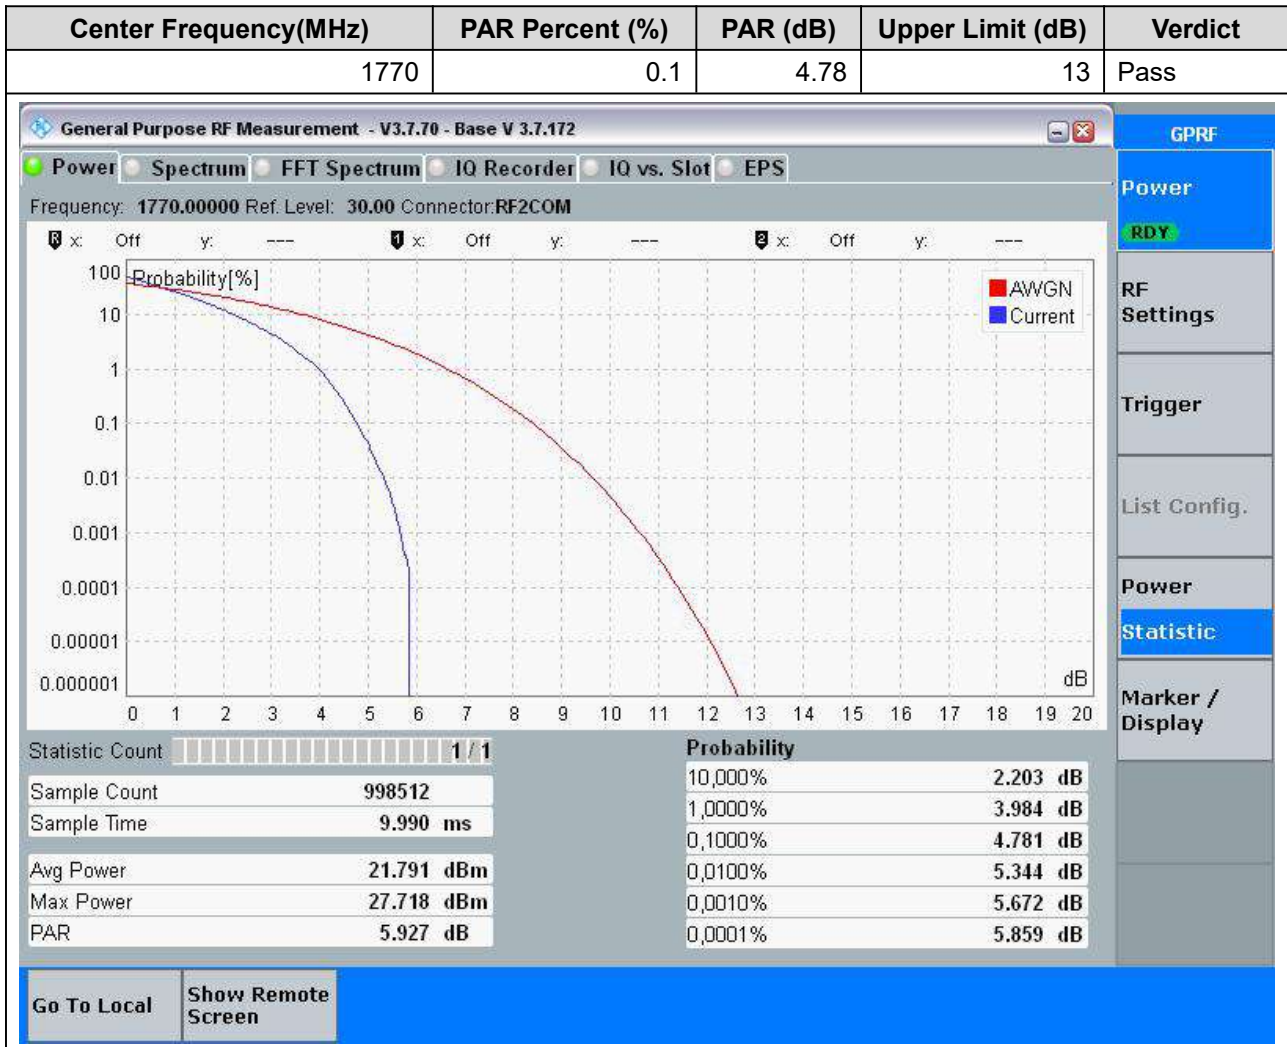 Center Frequency(MHz) PAR Percent (%) PAR (dB) Upper Limit (dB) Verdict
1770 0.1 4.78 13 Pass
General Purpose RF Measurement - V3.7.70 - Base V 3.7.172
GPRF
Power Spectrum FFT Spectrum IQ Recorder IQ vs. Slot EPS
Frequency: 1770.00000 Ref. Level: 30.00 Connector:RF2COM
R x: Off y: --- 1 x: Off y: --- 2 x: Off y: ---
Probability[%]
100
10
1
0.1
0.01
0.001
0.0001
0.00001
0.000001
AWGN
Current
dB
0 1 2 3 4 5 6 7 8 9 10 11 12 13 14 15 16 17 18 19 20
Statistic Count 1 / 1
Sample Count 998512
Sample Time 9.990 ms
Avg Power 21.791 dBm
Max Power 27.718 dBm
PAR 5.927 dB
Probability
10,000% 2.203 dB
1,0000% 3.984 dB
0,1000% 4.781 dB
0,0100% 5.344 dB
0,0010% 5.672 dB
0,0001% 5.859 dB
Power
RDY
RF
Settings
Trigger
List Config.
Power
Statistic
Marker /
Display
Go To Local
Show Remote
Screen